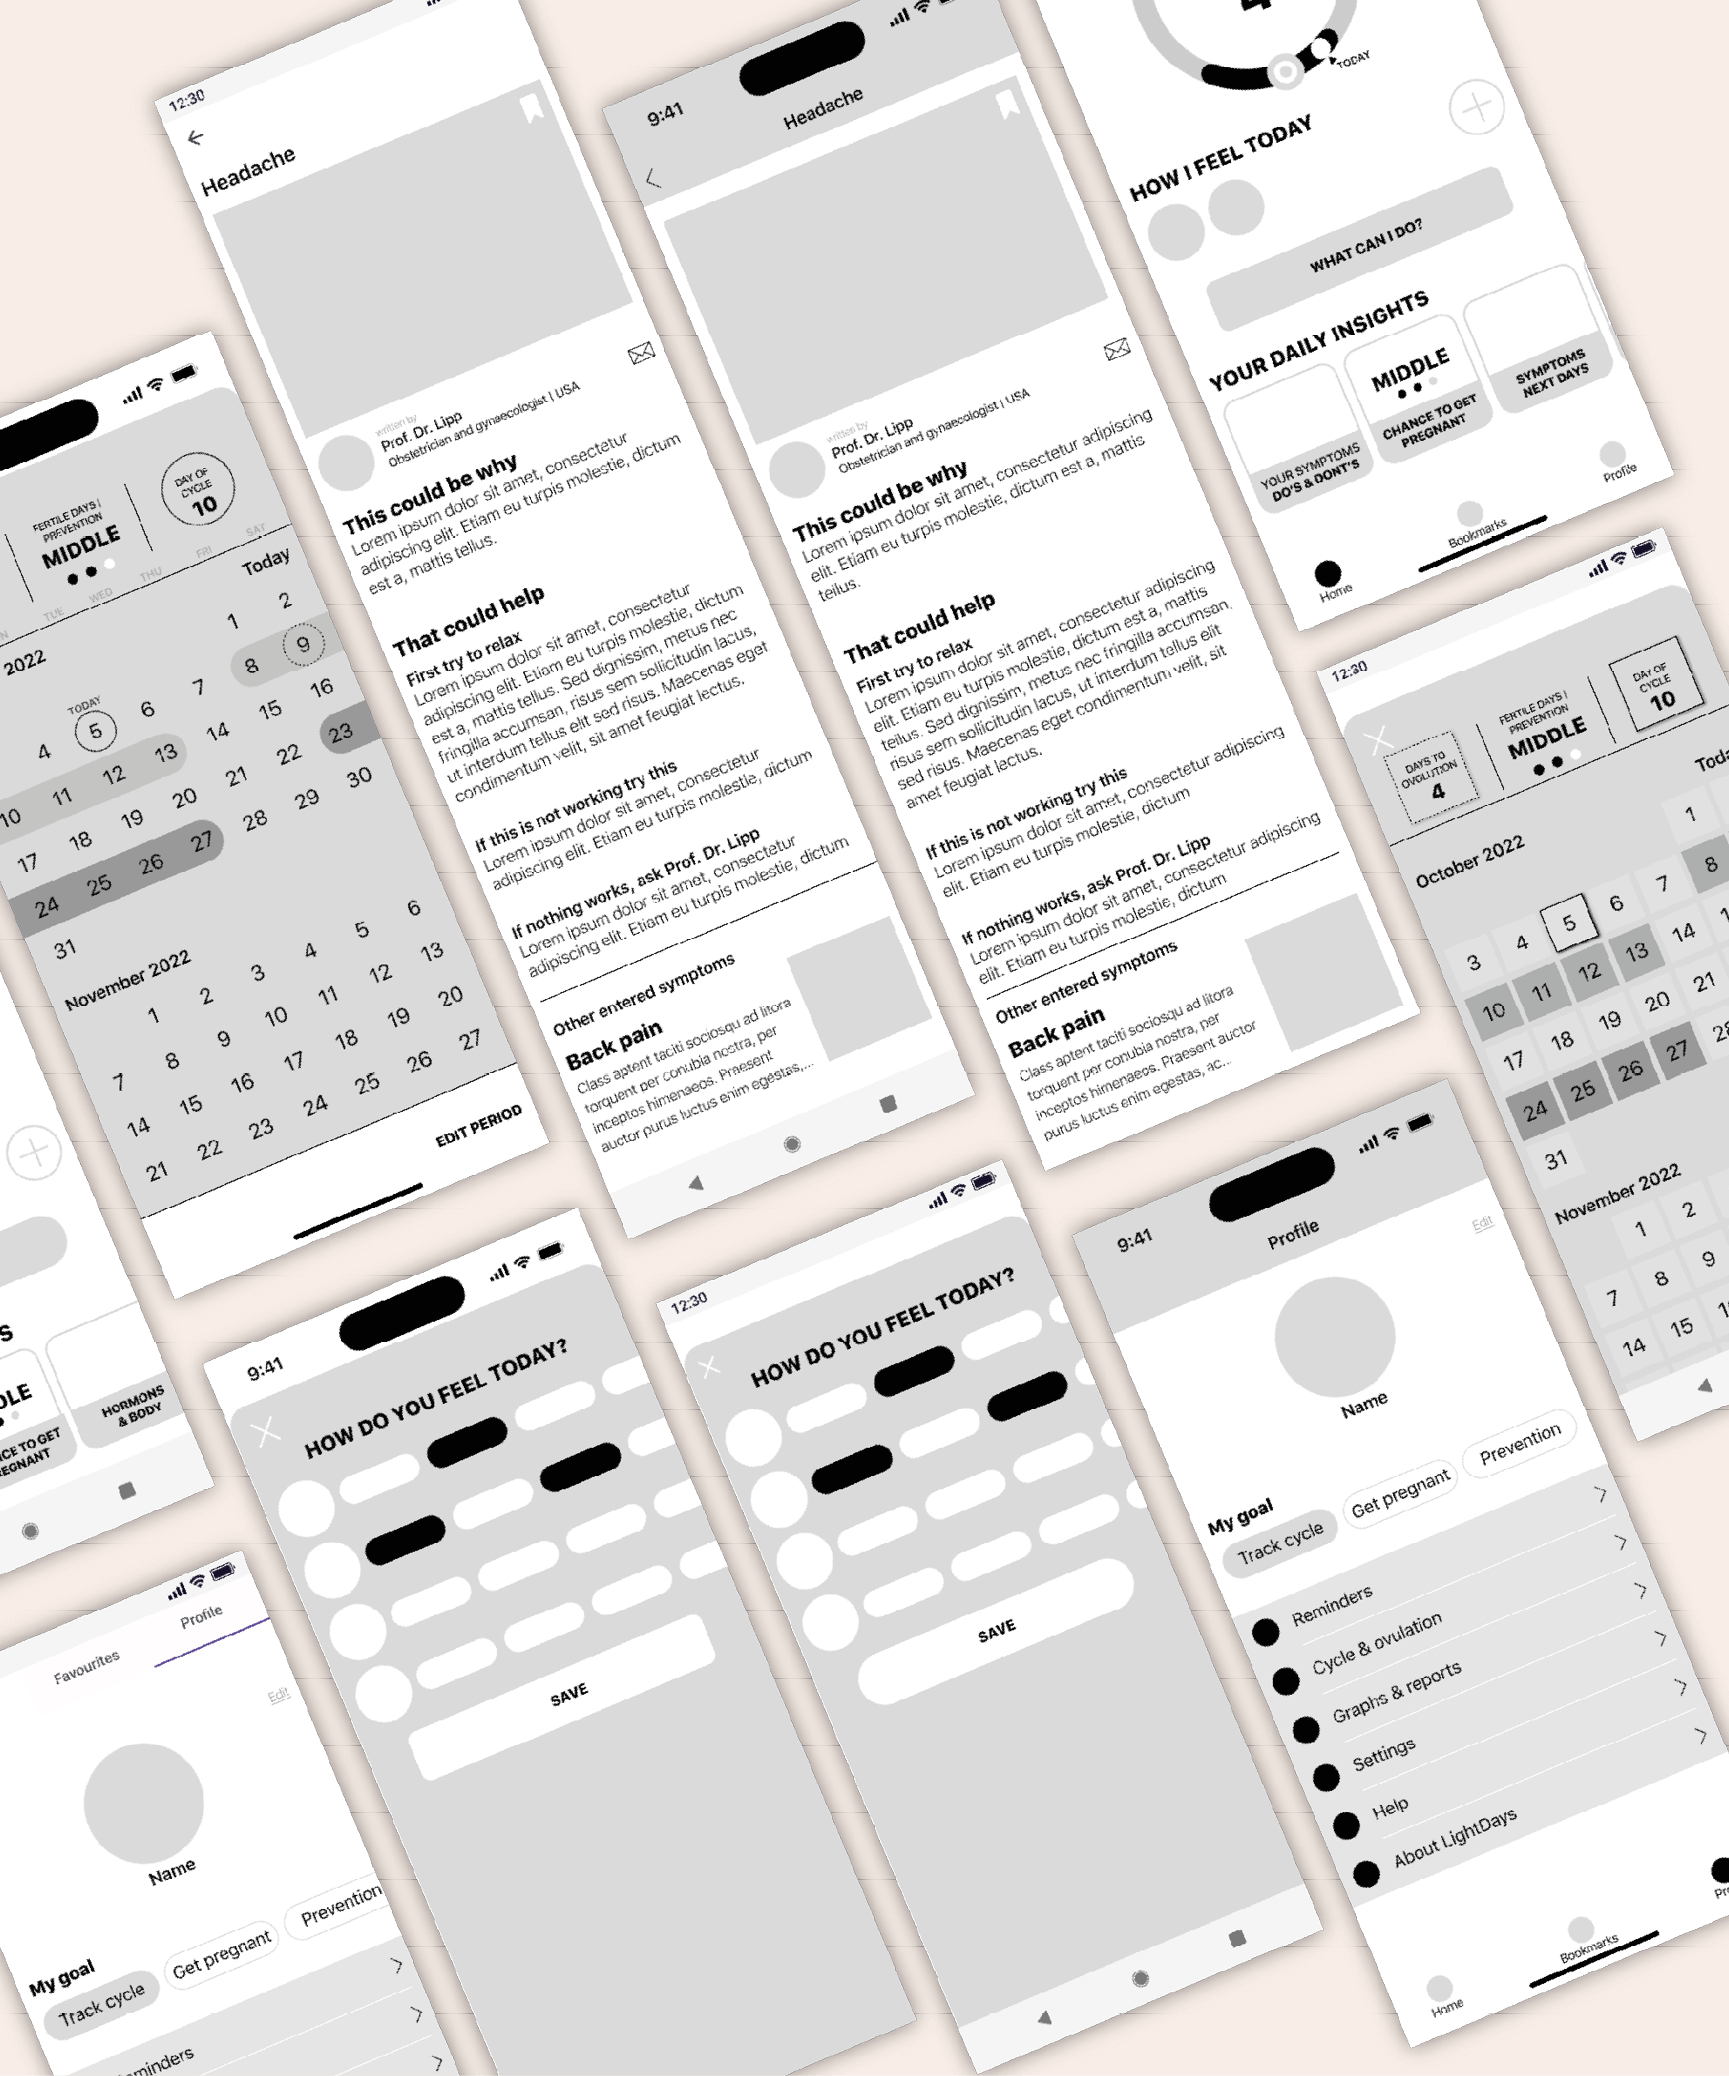 12:30
Headache
written by
Prof. Dr. Lipp
Obstetrician and gynaecologist | USA
This could be why
Lorem ipsum dolor sit amet, consectetur
adipiscing elit. Etiam eu turpis molestie, dictum
est a, mattis tellus.
That could help
First try to relax
Lorem ipsum dolor sit amet, consectetur
adipiscing elit. Etiam eu turpis molestie, dictum
est a, mattis tellus. Sed dignissim, metus nec
fringilla accumsan, risus sem sollicitudin lacus,
ut interdum tellus elit sed risus. Maecenas eget
condimentum velit, sit amet feugiat lectus.
If this is not working try this
Lorem ipsum dolor sit amet, consectetur
adipiscing elit. Etiam eu turpis molestie, dictum
If nothing works, ask Prof. Dr. Lipp
Lorem ipsum dolor sit amet, consectetur
adipiscing elit. Etiam eu turpis molestie, dictum
Other entered symptoms
Back pain
Class aptent taciti sociosqu ad litora
torquent per conubia nostra, per
inceptos himenaeos. Praesent
auctor purus luctus enim egestas,...
9:41
Headache
written by
Prof. Dr. Lipp
Obstetrician and gynaecologist | USA
This could be why
Lorem ipsum dolor sit amet, consectetur adipiscing
elit. Etiam eu turpis molestie, dictum est a, mattis
tellus.
That could help
First try to relax
Lorem ipsum dolor sit amet, consectetur adipiscing
elit. Etiam eu turpis molestie, dictum est a, mattis
tellus. Sed dignissim, metus nec fringilla accumsan,
risus sem sollicitudin lacus, ut interdum tellus elit
sed risus. Maecenas eget condimentum velit, sit
amet feugiat lectus.
If this is not working try this
Lorem ipsum dolor sit amet, consectetur adipiscing
elit. Etiam eu turpis molestie, dictum
If nothing works, ask Prof. Dr. Lipp
Lorem ipsum dolor sit amet, consectetur adipiscing
elit. Etiam eu turpis molestie, dictum
Other entered symptoms
Back pain
Class aptent taciti sociosqu ad litora
torquent per conubia nostra, per
inceptos himenaeos. Praesent auctor
purus luctus enim egestas, ac...
4
TODAY
HOW I FEEL TODAY
WHAT CAN I DO?
YOUR DAILY INSIGHTS
YOUR SYMPTOMS
DO'S & DONT'S
MIDDLE
CHANCE TO GET
PREGNANT
SYMPTOMS
NEXT DAYS
Home
Bookmarks
Profile
FERTILE DAYS |
PREVENTION
MIDDLE
DAY OF
CYCLE
10
TUE WED THU FRI SAT
Today
2022
1 2
TODAY
4 5 6 7 8 9
10 11 12 13 14 15 16
17 18 19 20 21 22 23
24 25 26 27 28 29 30
31
November 2022
1 2 3 4 5 6
7 8 9 10 11 12 13
14 15 16 17 18 19 20
21 22 23 24 25 26 27
EDIT PERIOD
12:30
DAYS TO
OVOLUTION
4
FERTILE DAYS |
PREVENTION
MIDDLE
DAY OF
CYCLE
10
Toda
October 2022
1
3 4 5 6 7 8
10 11 12 13 14 1
17 18 19 20 21
24 25 26 27 28
31
November 2022
1 2
7 8 9
14 15 1
S
DLE
CE TO GET
EGNANT
HORMONS
& BODY
9:41
HOW DO YOU FEEL TODAY?
SAVE
12:30
HOW DO YOU FEEL TODAY?
SAVE
9:41
Profile
Edit
Name
My goal
Track cycle
Get pregnant
Prevention
Reminders
Cycle & ovulation
Graphs & reports
Settings
Help
About LightDays
Home
Bookmarks
Pr
Favourites
Profile
Edit
Name
My goal
Track cycle
Get pregnant
Prevention
minders